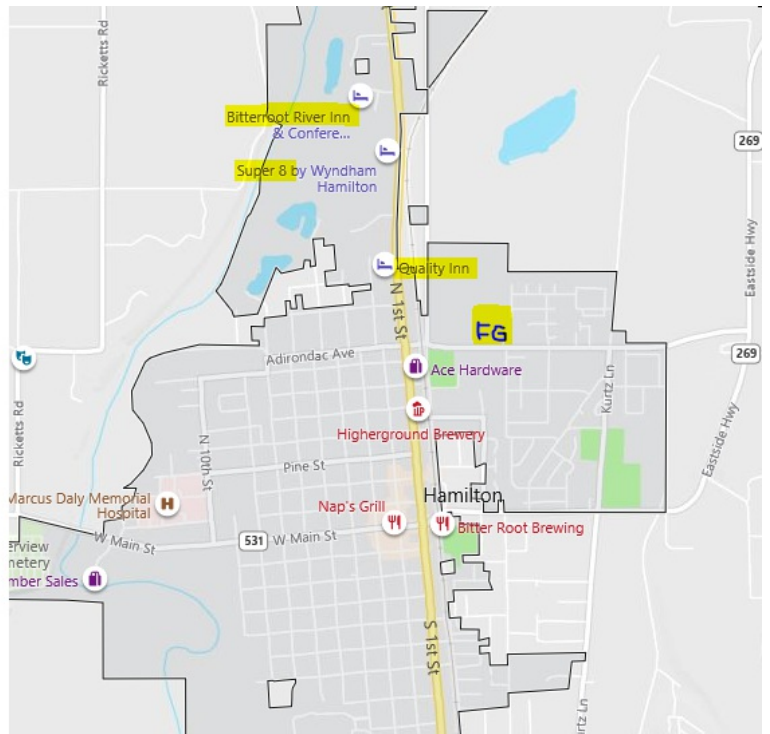 Ricketts Rd
Bitterroot River Inn
& Confere...
269
Super 8 by Wyndham
Hamilton
Eastside Hwy
Quality Inn
N 1st St
FG
Adirondac Ave
269
Ace Hardware
Kurtz Ln
Ricketts Rd
Higherground Brewery
Eastside Hwy
N 10th St
Pine St
Marcus Daly Memorial
Hospital
Nap's Grill
Hamilton
Bitter Root Brewing
W Main St
531
W Main St
erview
metery
mber Sales
S 1st St
Kurtz Ln